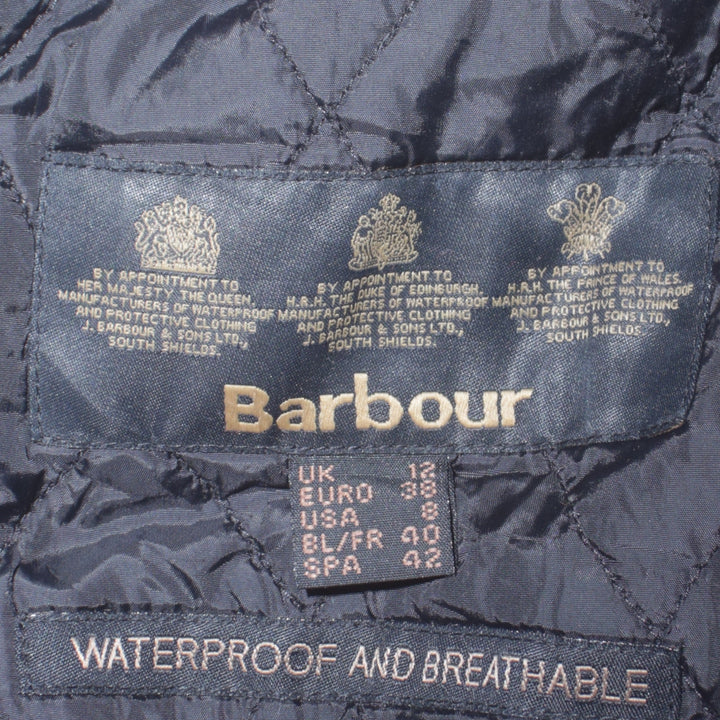 BY APPOINTMENT TO
HER MAJESTY THE QUEEN,
MANUFACTURERS OF WATERPROOF
AND PROTECTIVE CLOTHING
J. BARBOUR & SONS LTD.,
SOUTH SHIELDS.
BY APPOINTMENT TO
H.R.H. THE DUKE OF EDINBURGH,
MANUFACTURERS OF WATERPROOF
AND PROTECTIVE CLOTHING
J. BARBOUR & SONS LTD.,
SOUTH SHIELDS.
BY APPOINTMENT TO
H.R.H. THE PRINCE OF WALES,
MANUFACTURERS OF WATERPROOF
AND PROTECTIVE CLOTHING
J. BARBOUR & SONS LTD.,
SOUTH SHIELDS.
Barbour
UK 12
EURO 38
USA 8
BL/FR 40
SPA 42
WATERPROOF AND BREATHABLE